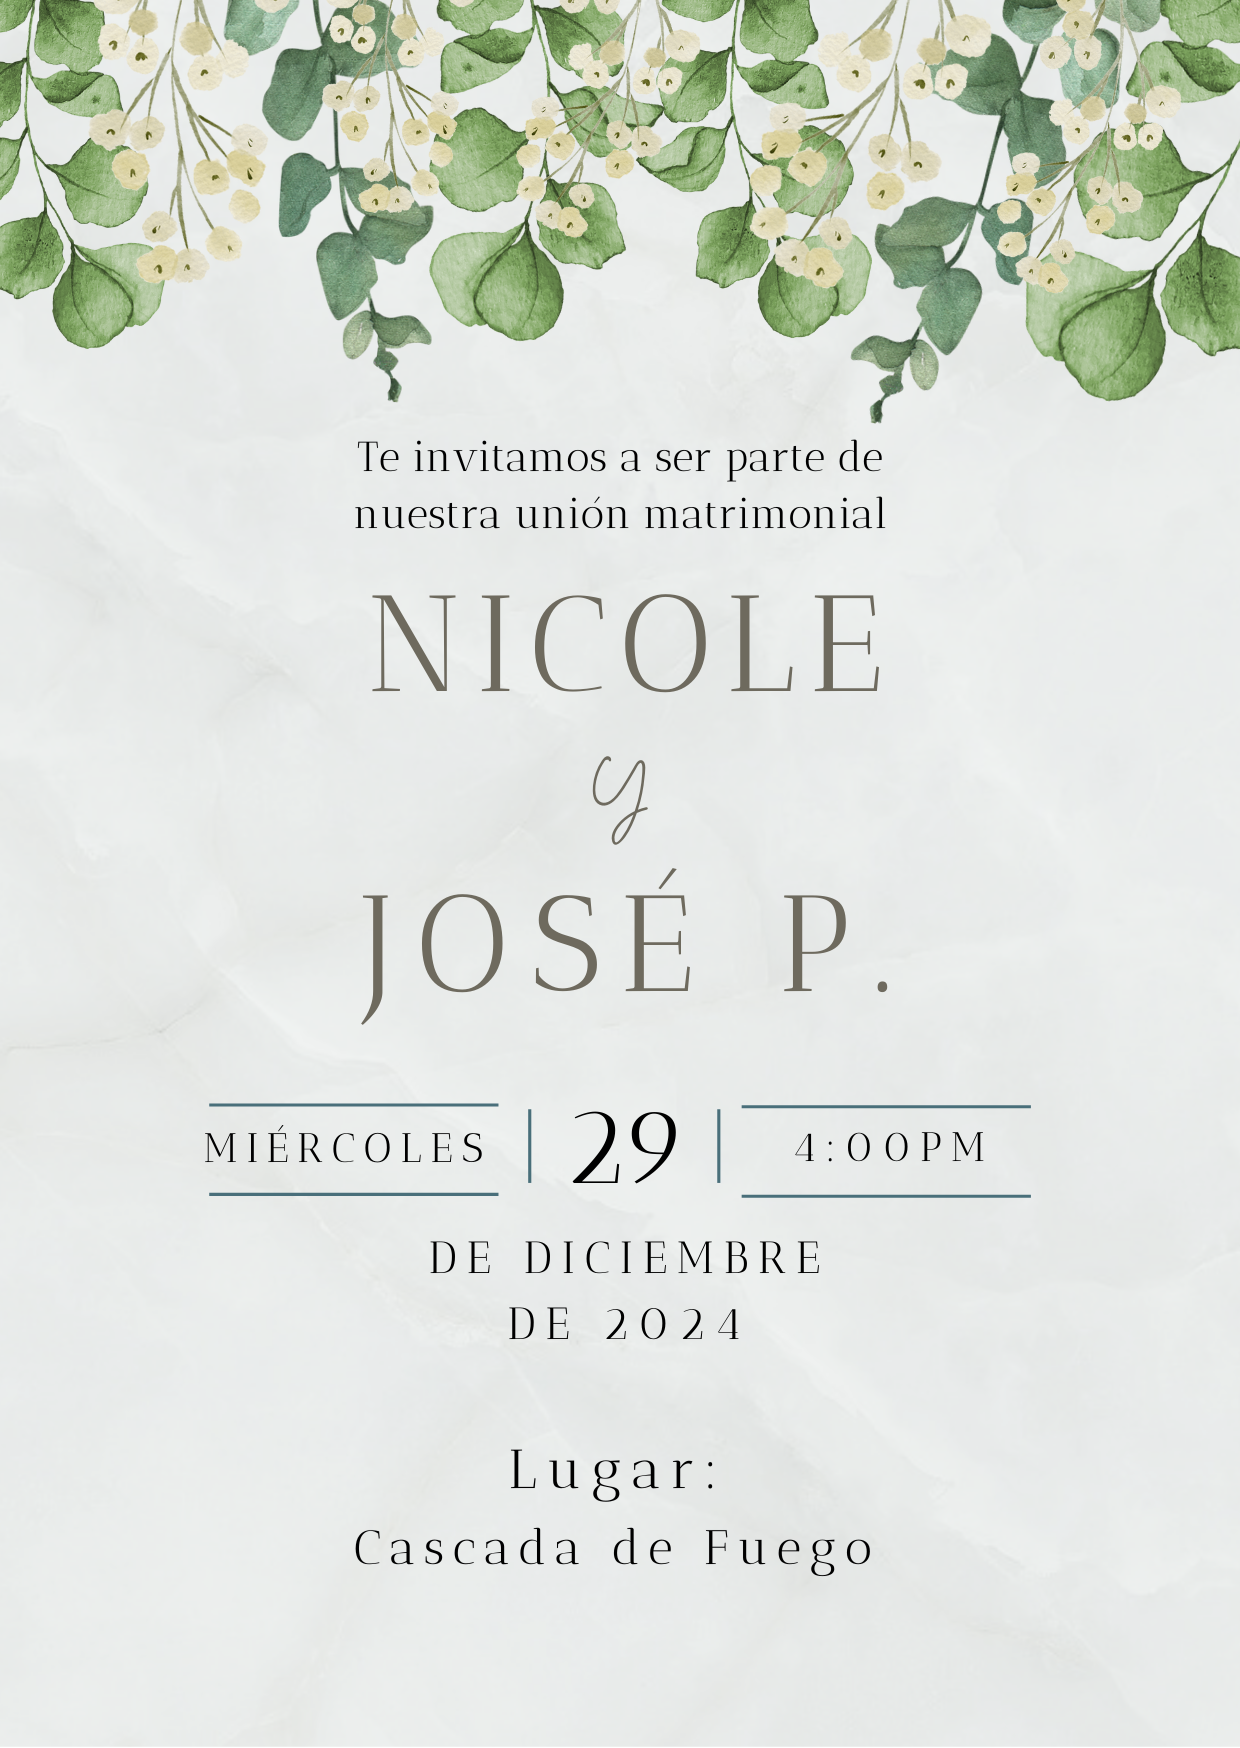 Te invitamos a ser parte de
nuestra unión matrimonial
NICOLE
y
JOSÉ P.
MIÉRCOLES
29
4:00PM
DE DICIEMBRE
DE 2024
Lugar:
Cascada de Fuego